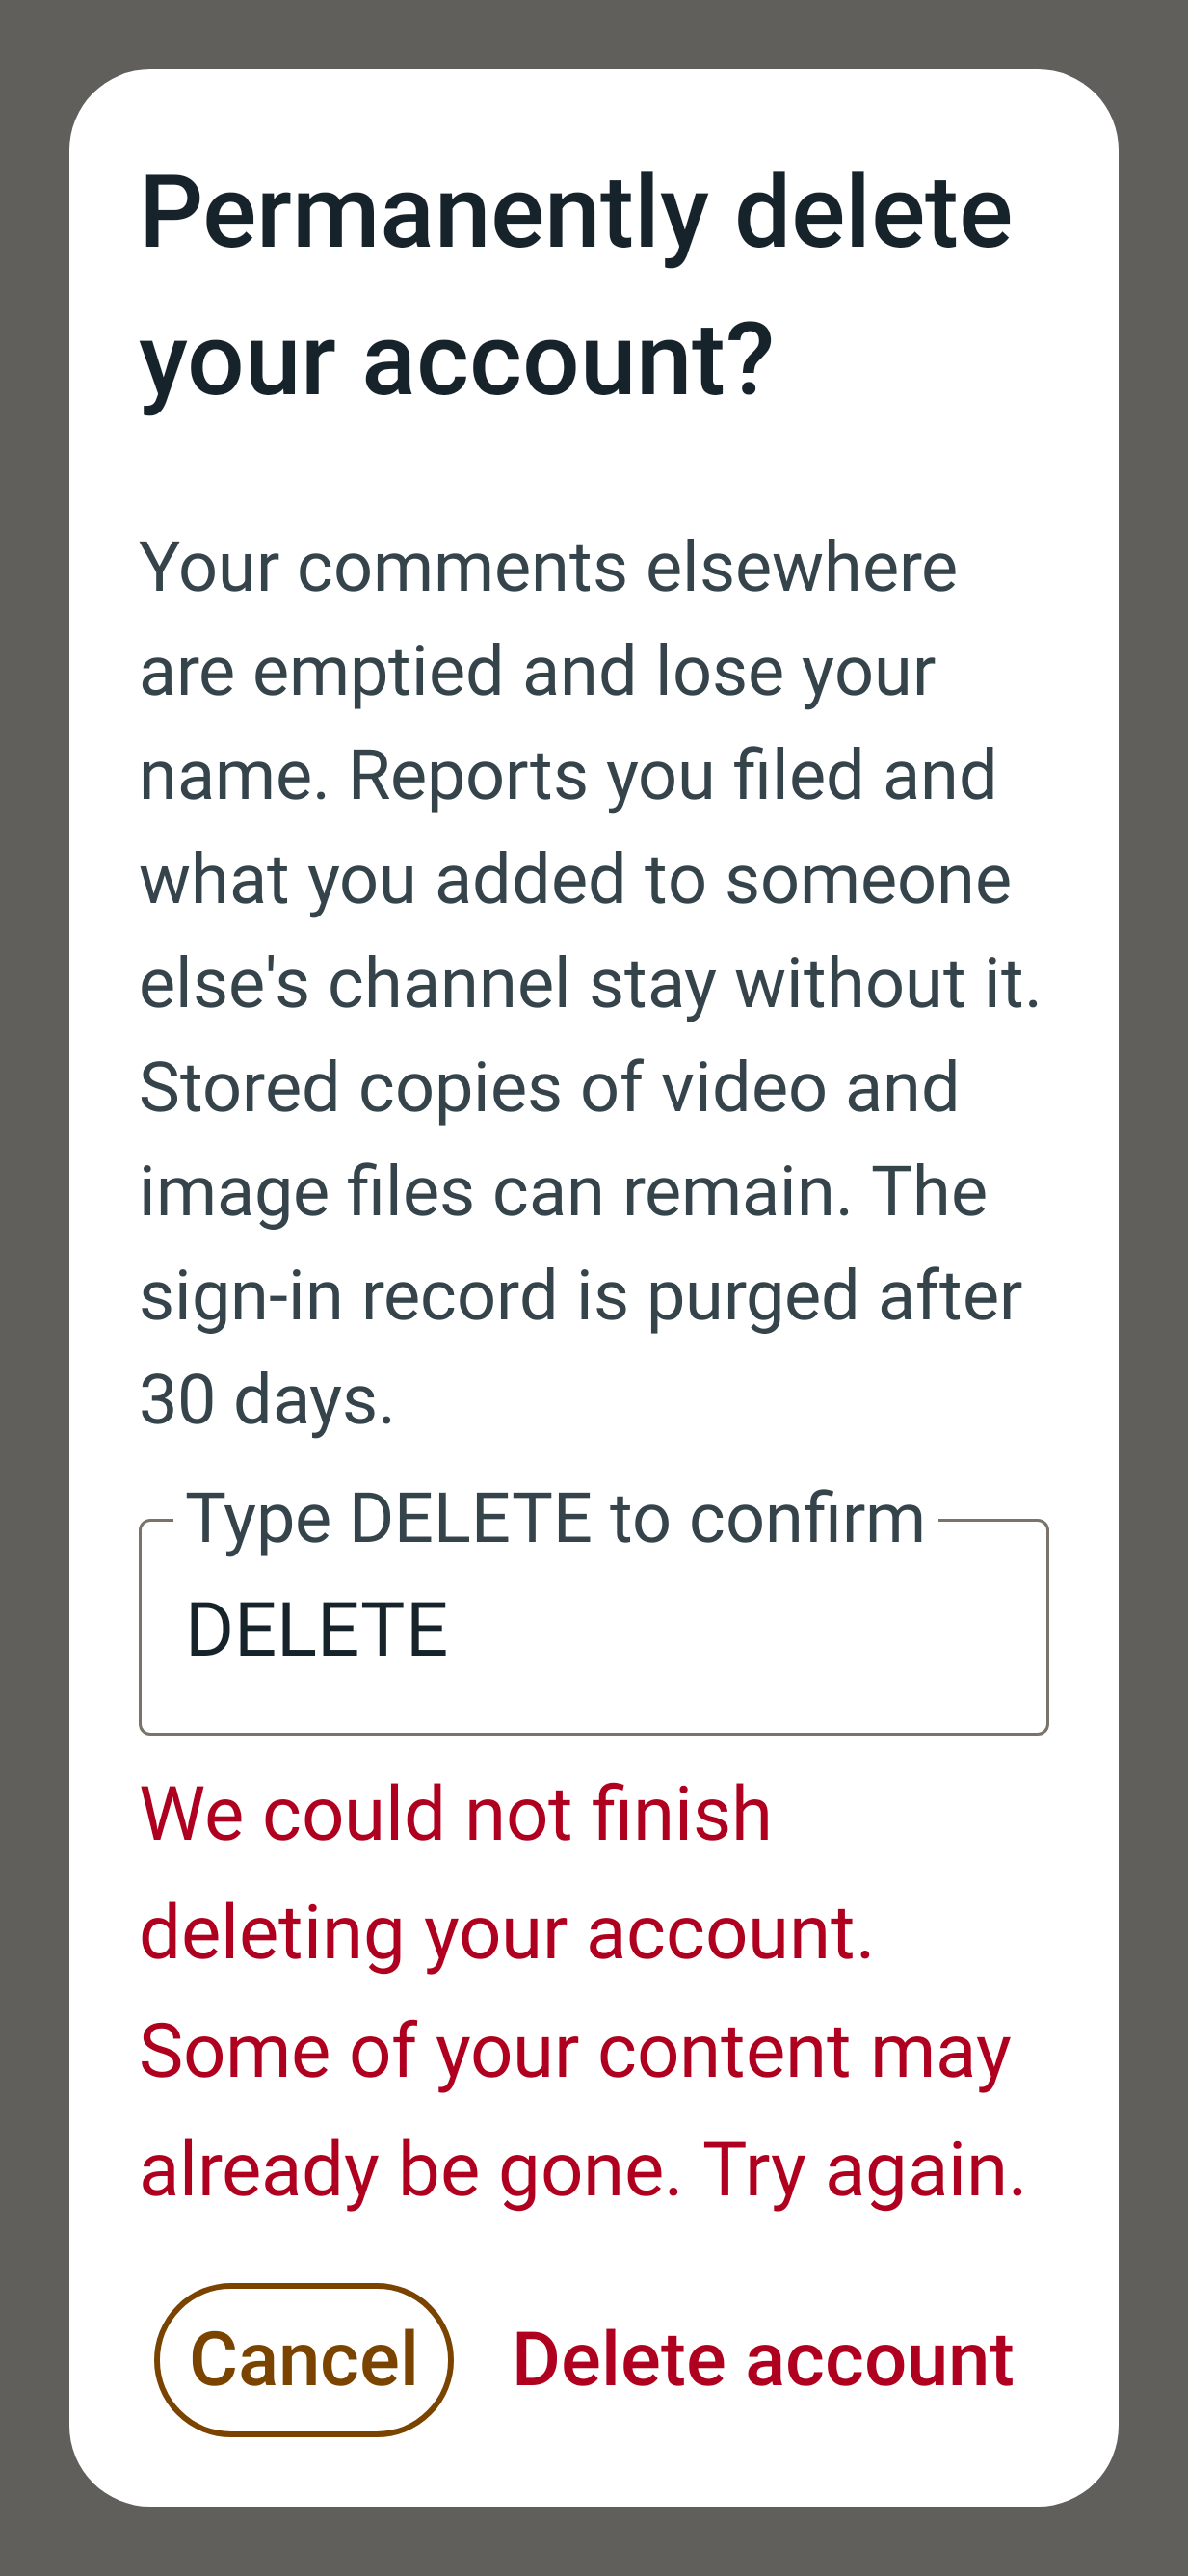 Permanently delete
your account?
Your comments elsewhere
are emptied and lose your
name. Reports you filed and
what you added to someone
else's channel stay without it.
Stored copies of video and
image files can remain. The
sign-in record is purged after
30 days.
Type DELETE to confirm
DELETE
We could not finish
deleting your account.
Some of your content may
already be gone. Try again.
Cancel
Delete account